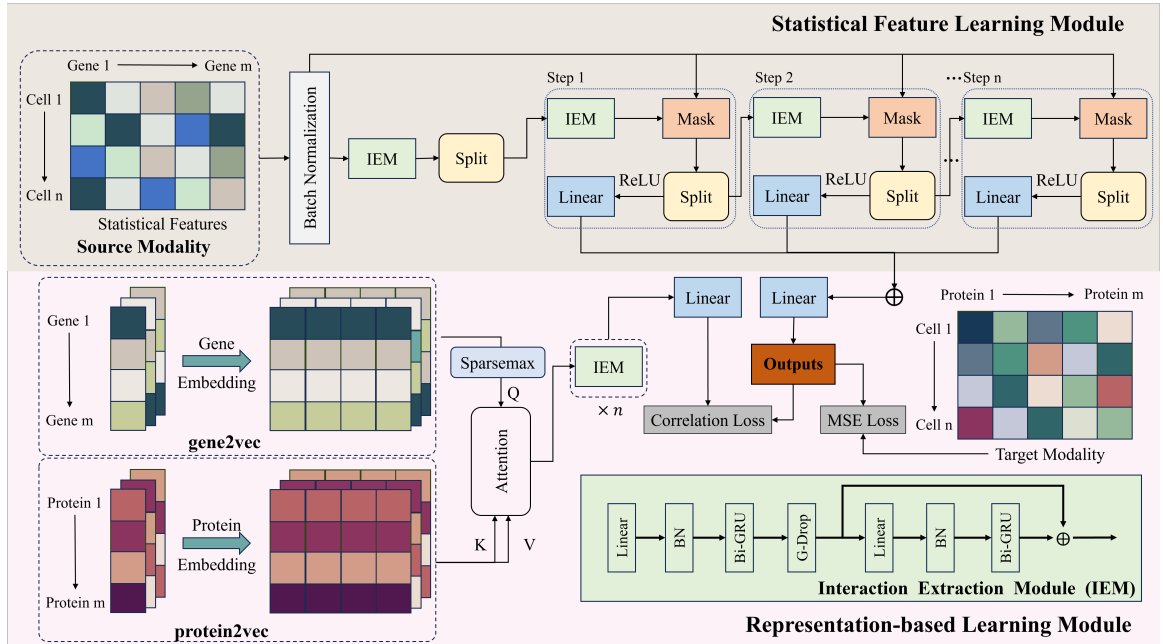 Statistical Feature Learning Module
Gene 1
Gene m
Cell 1
Cell n
Statistical Features
Source Modality
Batch Normalization
IEM
Split
Step 1
IEM
Mask
ReLU
Linear
Split
Step 2
IEM
Mask
ReLU
Linear
Split
...
...
Step n
IEM
Mask
ReLU
Linear
Split
Gene 1
Gene m
Gene
Embedding
gene2vec
Protein 1
Protein m
Protein
Embedding
protein2vec
Sparsemax
Q
Attention
K
V
IEM
× n
Linear
Linear
Outputs
Correlation Loss
MSE Loss
Protein 1
Protein m
Cell 1
Cell n
Target Modality
Linear
BN
Bi-GRU
G-Drop
Linear
BN
Bi-GRU
Interaction Extraction Module (IEM)
Representation-based Learning Module